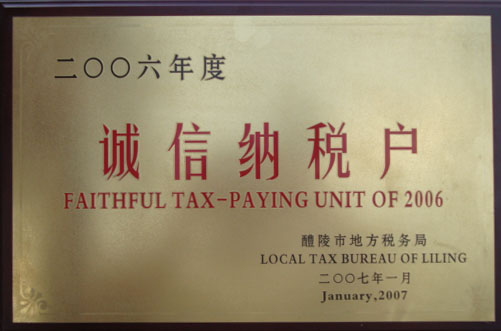 二〇〇六年度
诚信纳税户
FAITHFUL TAX-PAYING UNIT OF 2006
醴陵市地方税务局
LOCAL TAX BUREAU OF LILING
二〇〇七年一月
January,2007